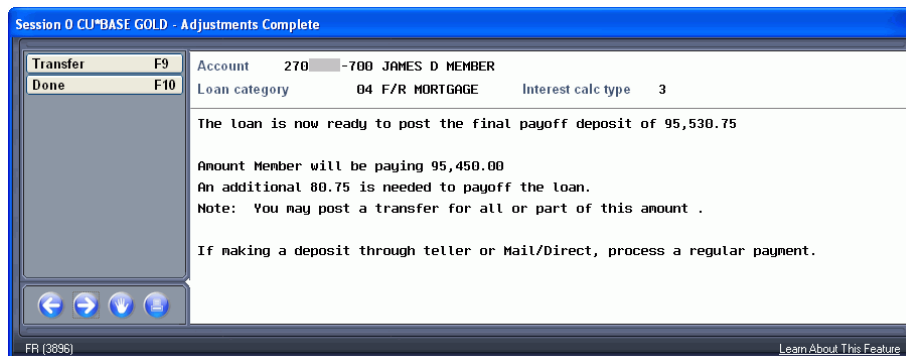 Session 0 CU*BASE GOLD - Adjustments Complete
Transfer F9
Done F10
Account 270 -700 JAMES D MEMBER
Loan category 04 F/R MORTGAGE Interest calc type 3
The loan is now ready to post the final payoff deposit of 95,530.75
Amount Member will be paying 95,450.00
An additional 80.75 is needed to payoff the loan.
Note: You may post a transfer for all or part of this amount .
If making a deposit through teller or Mail/Direct, process a regular payment.
FR (3896) Learn About This Feature